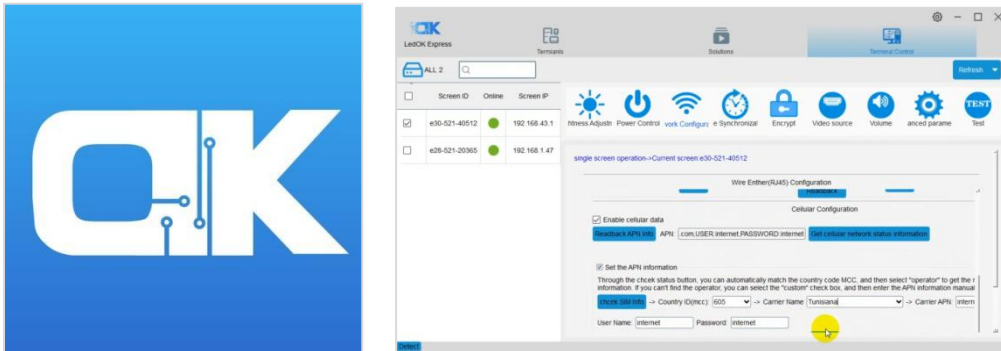 OK
OK
LedOK Express
Termianls
Solutions
Terminal Control
ALL 2
Refresh
Screen ID Online Screen IP
e30-521-40512 192.168.43.1
e28-521-20365 192.168.1.47
htness Adjustn Power Control vork Configura e Synchronizal Encrypt Video source Volume anced parame Test
TEST
single screen operation->Current screen:e30-521-40512
Wire Enther(RJ45) Configuration
Readback
Cellular Configuration
Enable cellular data
Readback APN Info APN: .com,USER:internet,PASSWORD:internet Get cellular network status information
Set the APN information
Through the chcek status button, you can automatically match the country code MCC, and then select "operator" to get the r
information. If you can't find the operator, you can select the "custom" check box, and then enter the APN information manual
chcek SIM Info -> Country ID(mcc): 605 -> Carrier Name Tunisiana -> Carrier APN: intern
User Name: internet Password: internet
Detect